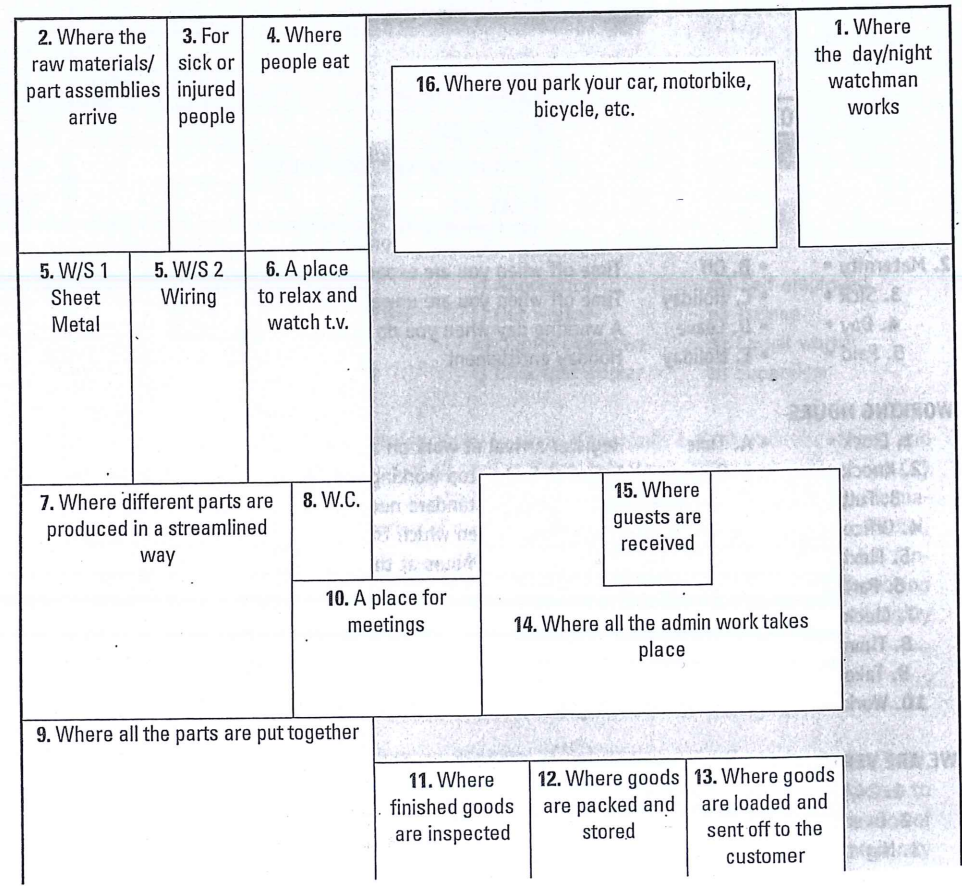 2. Where the
raw materials/
part assemblies
arrive
3. For
sick or
injured
people
4. Where
people eat
16. Where you park your car, motorbike,
bicycle, etc.
1. Where
the day/night
watchman
works
5. W/S 1
Sheet
Metal
5. W/S 2
Wiring
6. A place
to relax and
watch t.v.
7. Where different parts are
produced in a streamlined
way
8. W.C.
15. Where
guests are
received
10. A place for
meetings
14. Where all the admin work takes
place
9. Where all the parts are put together
11. Where
finished goods
are inspected
12. Where goods
are packed and
stored
13. Where goods
are loaded and
sent off to the
customer